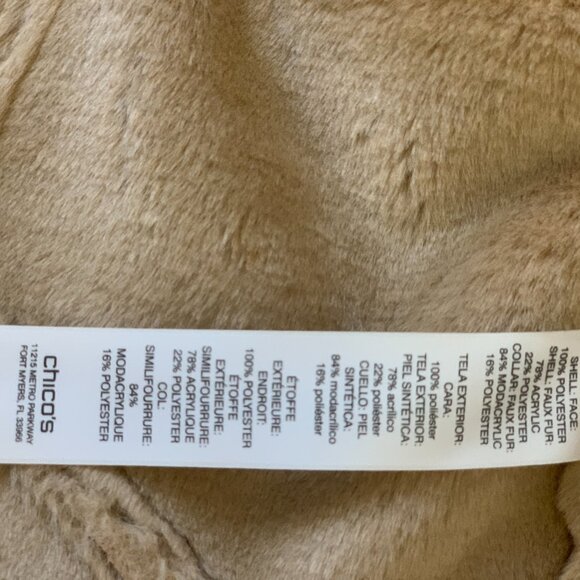 SHELL: FACE:
100% POLYESTER
SHELL: FAUX FUR:
78% ACRYLIC
22% POLYESTER
COLLAR: FAUX FUR:
84% MODACRYLIC
16% POLYESTER
TELA EXTERIOR:
CARA:
100% poliéster
TELA EXTERIOR:
PIEL SINTÉTICA:
78% acrílico
22% poliéster
CUELLO: PIEL
SINTÉTICA:
84% modacrílico
16% poliéster
ÉTOFFE
EXTÉRIEURE:
ENDROIT:
100% POLYESTER
ÉTOFFE
EXTÉRIEURE:
SIMILIFOURRURE:
78% ACRYLIQUE
22% POLYESTER
COL:
SIMILIFOURRURE:
84%
MODACRYLIQUE
16% POLYESTER
chico's
11215 METRO PARKWAY
FORT MYERS, FL 33966